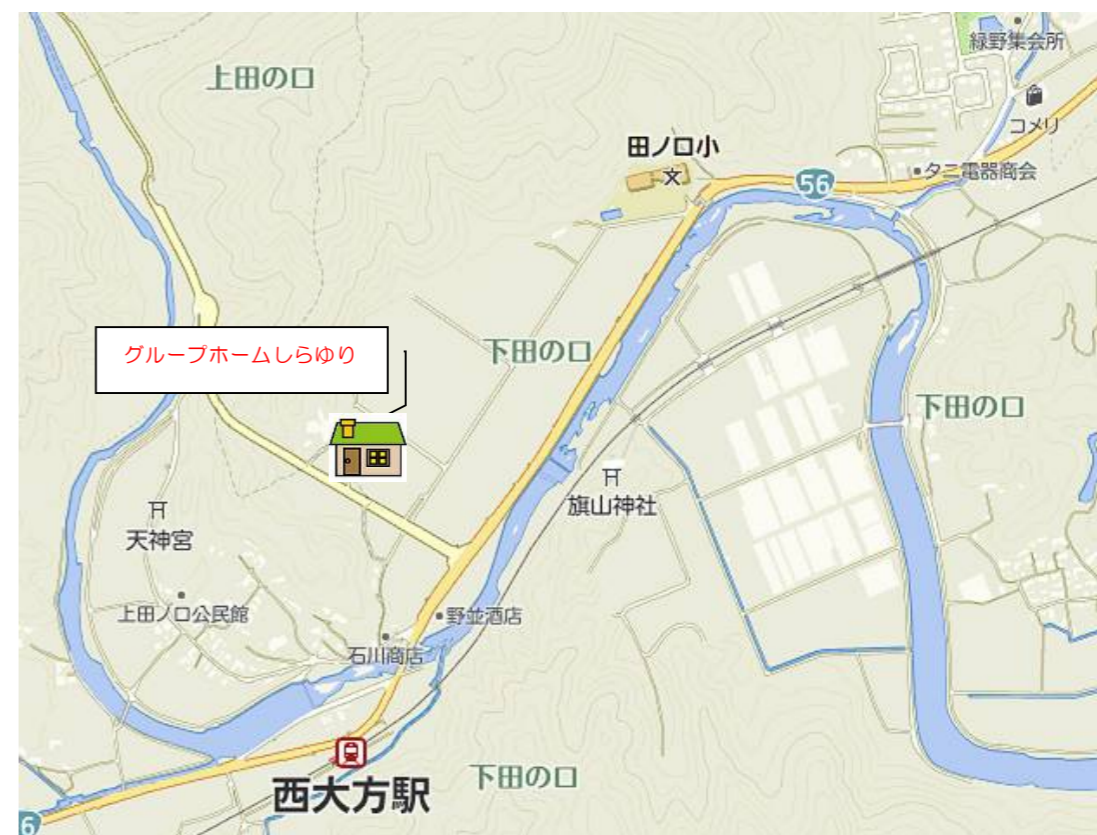 緑野集会所
上田の口
コメリ
田ノ口小
文
56
タニ電器商会
グループホームしらゆり
下田の口
下田の口
旗山神社
天神宮
上田ノ口公民館
野並酒店
石川商店
西大方駅
下田の口
6